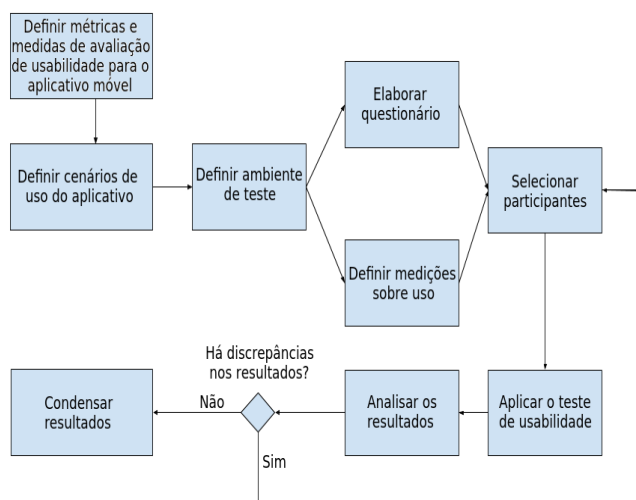 Definir métricas e
medidas de avaliação
de usabilidade para o
aplicativo móvel
Definir cenários de
uso do aplicativo
Definir ambiente
de teste
Elaborar
questionário
Definir medições
sobre uso
Selecionar
participantes
Aplicar o teste
de usabilidade
Analisar os
resultados
Há discrepâncias
nos resultados?
Não
Sim
Condensar
resultados